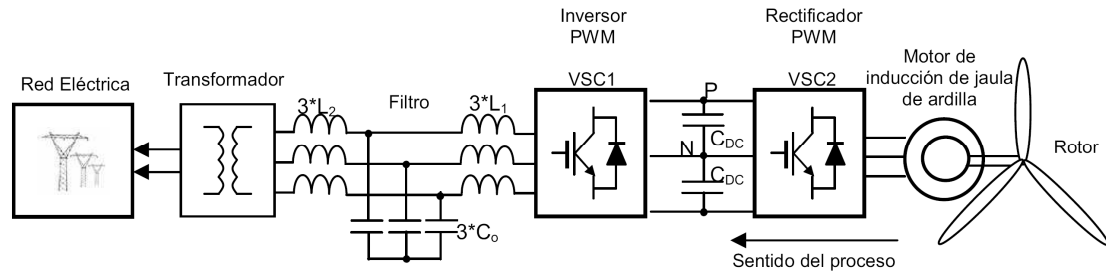 Red Eléctrica
Transformador
3*L2
Filtro
3*L1
3*Co
Inversor
PWM
VSC1
P
CDC
N
CDC
Rectificador
PWM
VSC2
Motor de
inducción de jaula
de ardilla
Rotor
Sentido del proceso